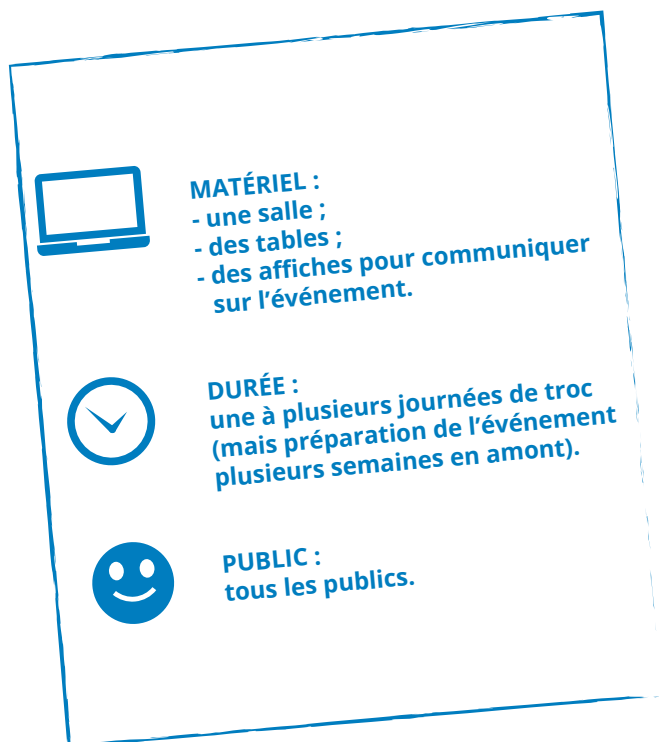 MATÉRIEL :
- une salle ;
- des tables ;
- des affiches pour communiquer
sur l’événement.
DURÉE :
une à plusieurs journées de troc
(mais préparation de l’événement
plusieurs semaines en amont).
PUBLIC :
tous les publics.